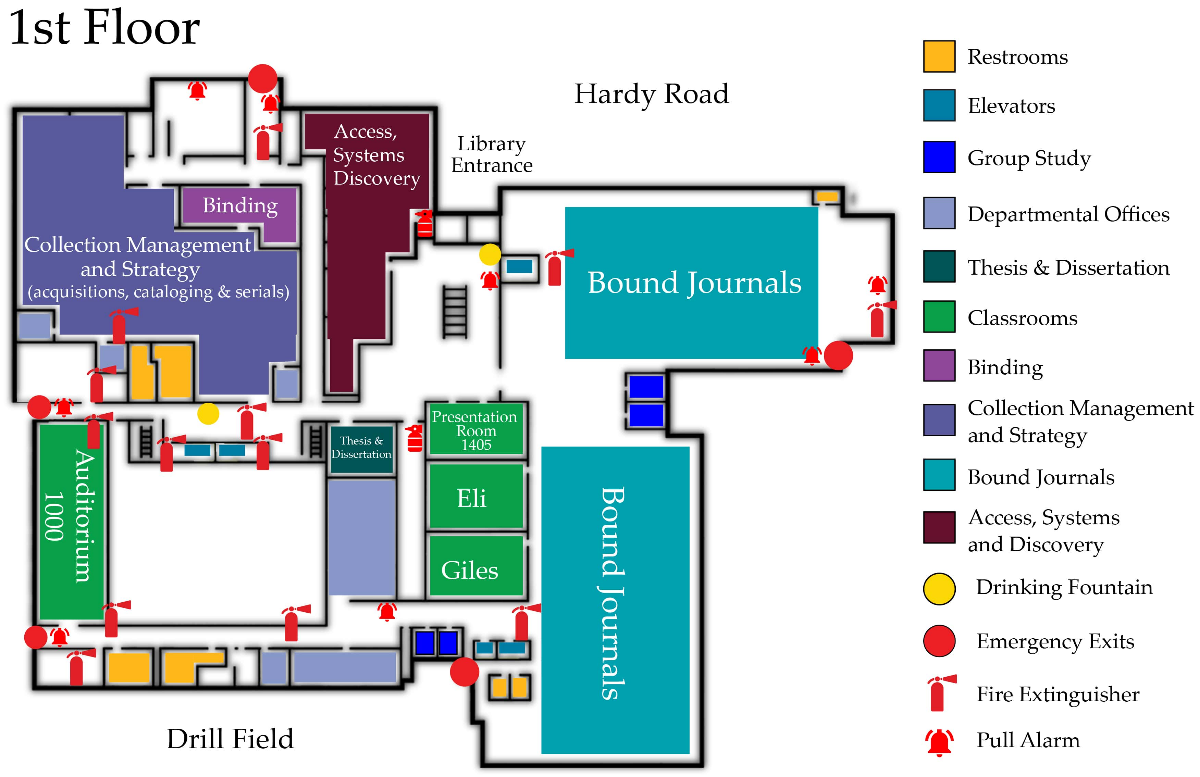 1st Floor
Hardy Road
Library
Entrance
Access,
Systems
Discovery
Binding
Collection Management
and Strategy
(acquisitions, cataloging & serials)
Bound Journals
Presentation
Room
1405
Thesis &
Dissertation
Eli
Giles
Auditorium
1000
Bound Journals
Drill Field
Restrooms
Elevators
Group Study
Departmental Offices
Thesis & Dissertation
Classrooms
Binding
Collection Management
and Strategy
Bound Journals
Access, Systems
and Discovery
Drinking Fountain
Emergency Exits
Fire Extinguisher
Pull Alarm